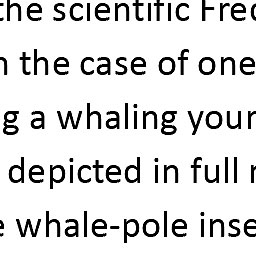 the scientific Fred
n the case of one
g a whaling your
depicted in full r
e whale-pole inse